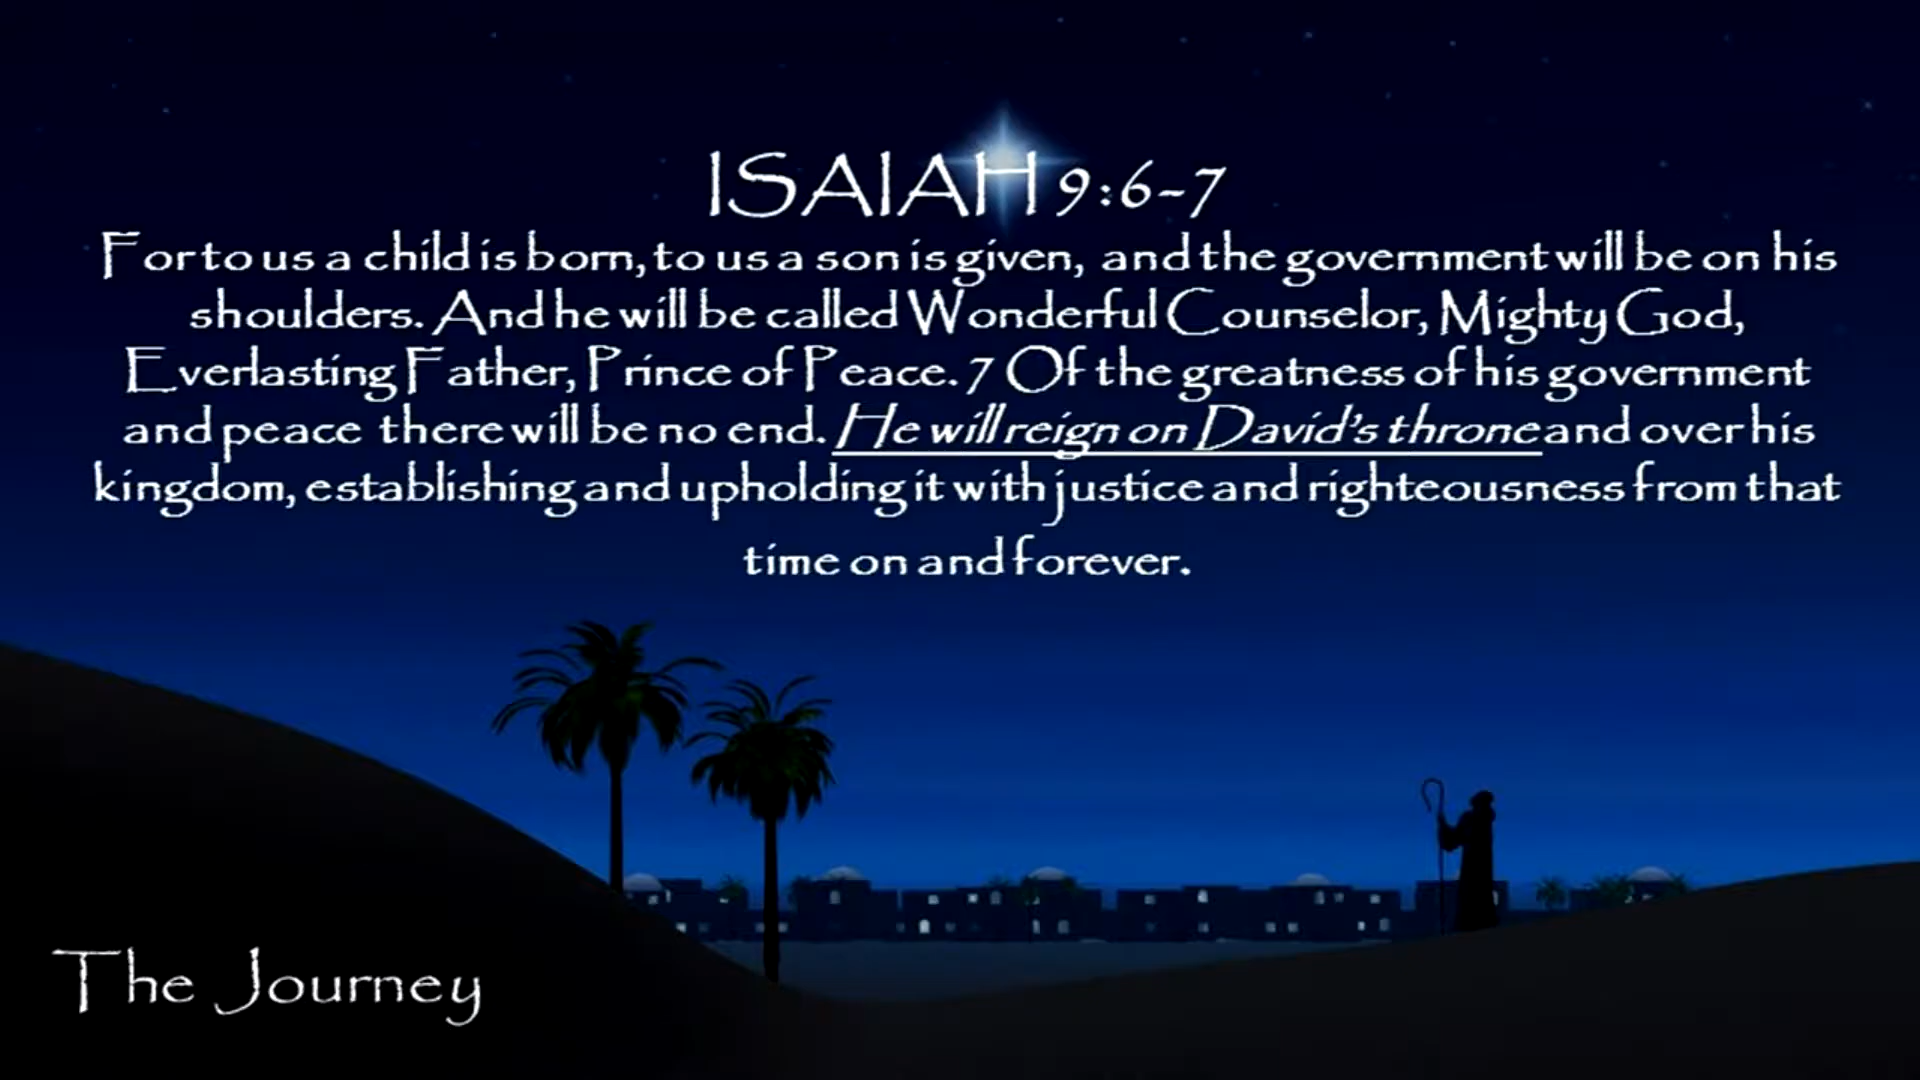 ISAIAH 9:6-7
For to us a child is born, to us a son is given, and the government will be on his
shoulders. And he will be called Wonderful Counselor, Mighty God,
Everlasting Father, Prince of Peace. 7 Of the greatness of his government
and peace there will be no end. He will reign on David's throne and over his
kingdom, establishing and upholding it with justice and righteousness from that
time on and forever.
The Journey